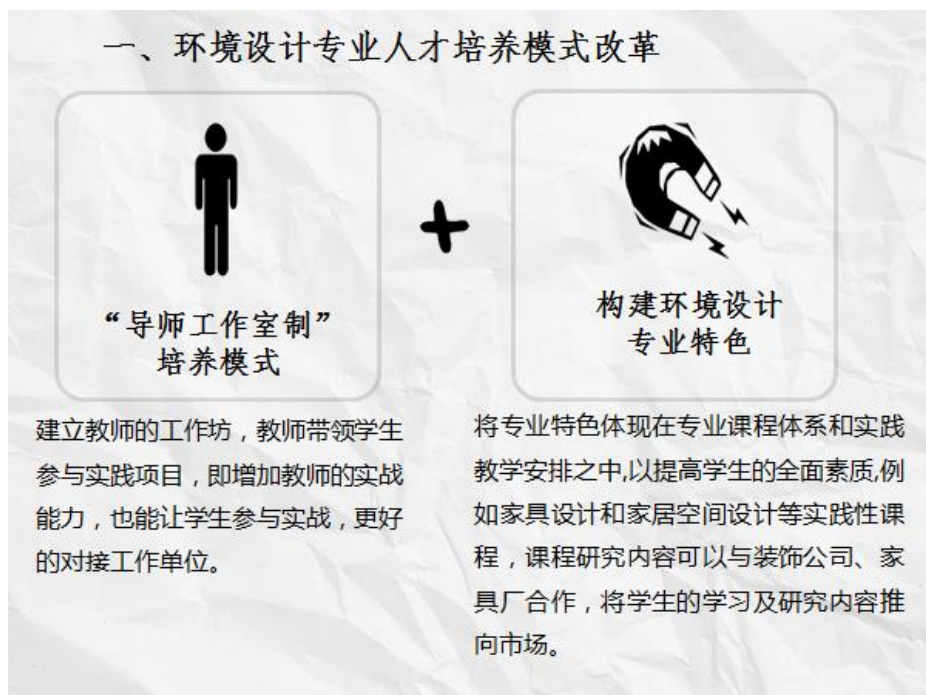 一、环境设计专业人才培养模式改革
“导师工作室制”
培养模式
构建环境设计
专业特色
建立教师的工作坊，教师带领学生
参与实践项目，即增加教师的实战
能力，也能让学生参与实战，更好
的对接工作单位。
将专业特色体现在专业课程体系和实践
教学安排之中,以提高学生的全面素质,例
如家具设计和家居空间设计等实践性课
程，课程研究内容可以与装饰公司、家
具厂合作，将学生的学习及研究内容推
向市场。